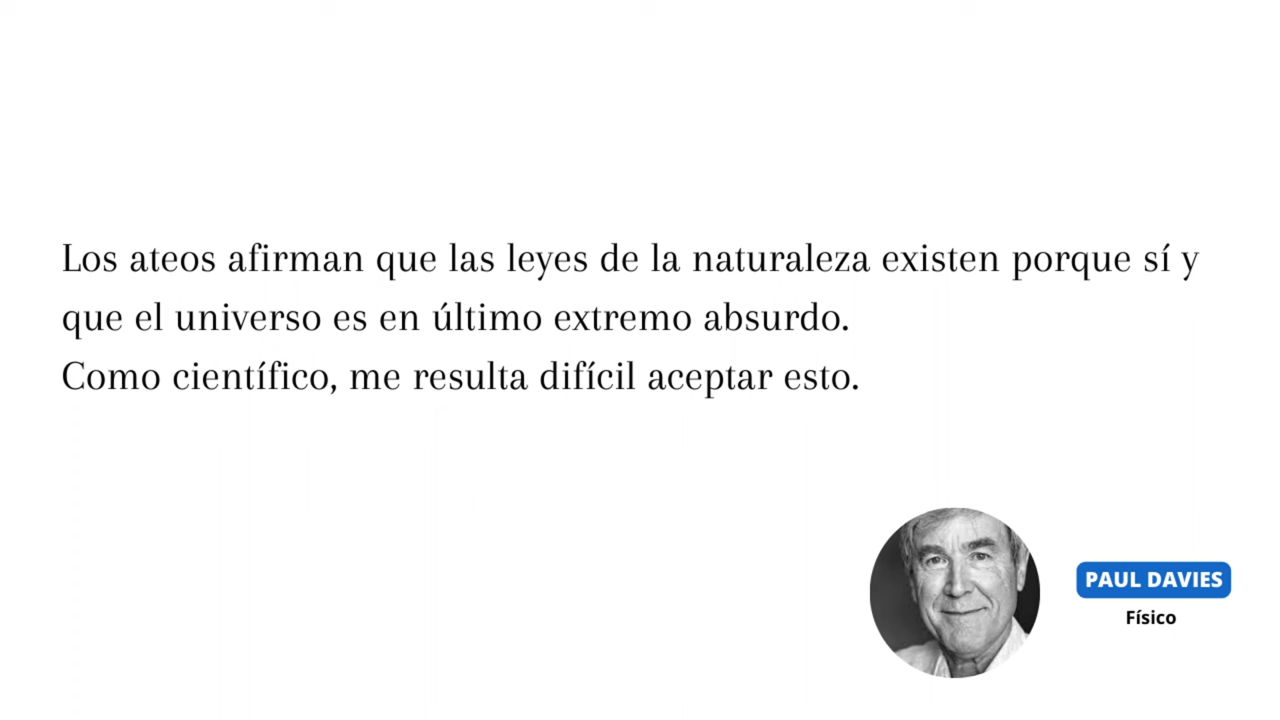 Los ateos afirman que las leyes de la naturaleza existen porque sí y
que el universo es en último extremo absurdo.
Como científico, me resulta difícil aceptar esto.
PAUL DAVIES
Físico